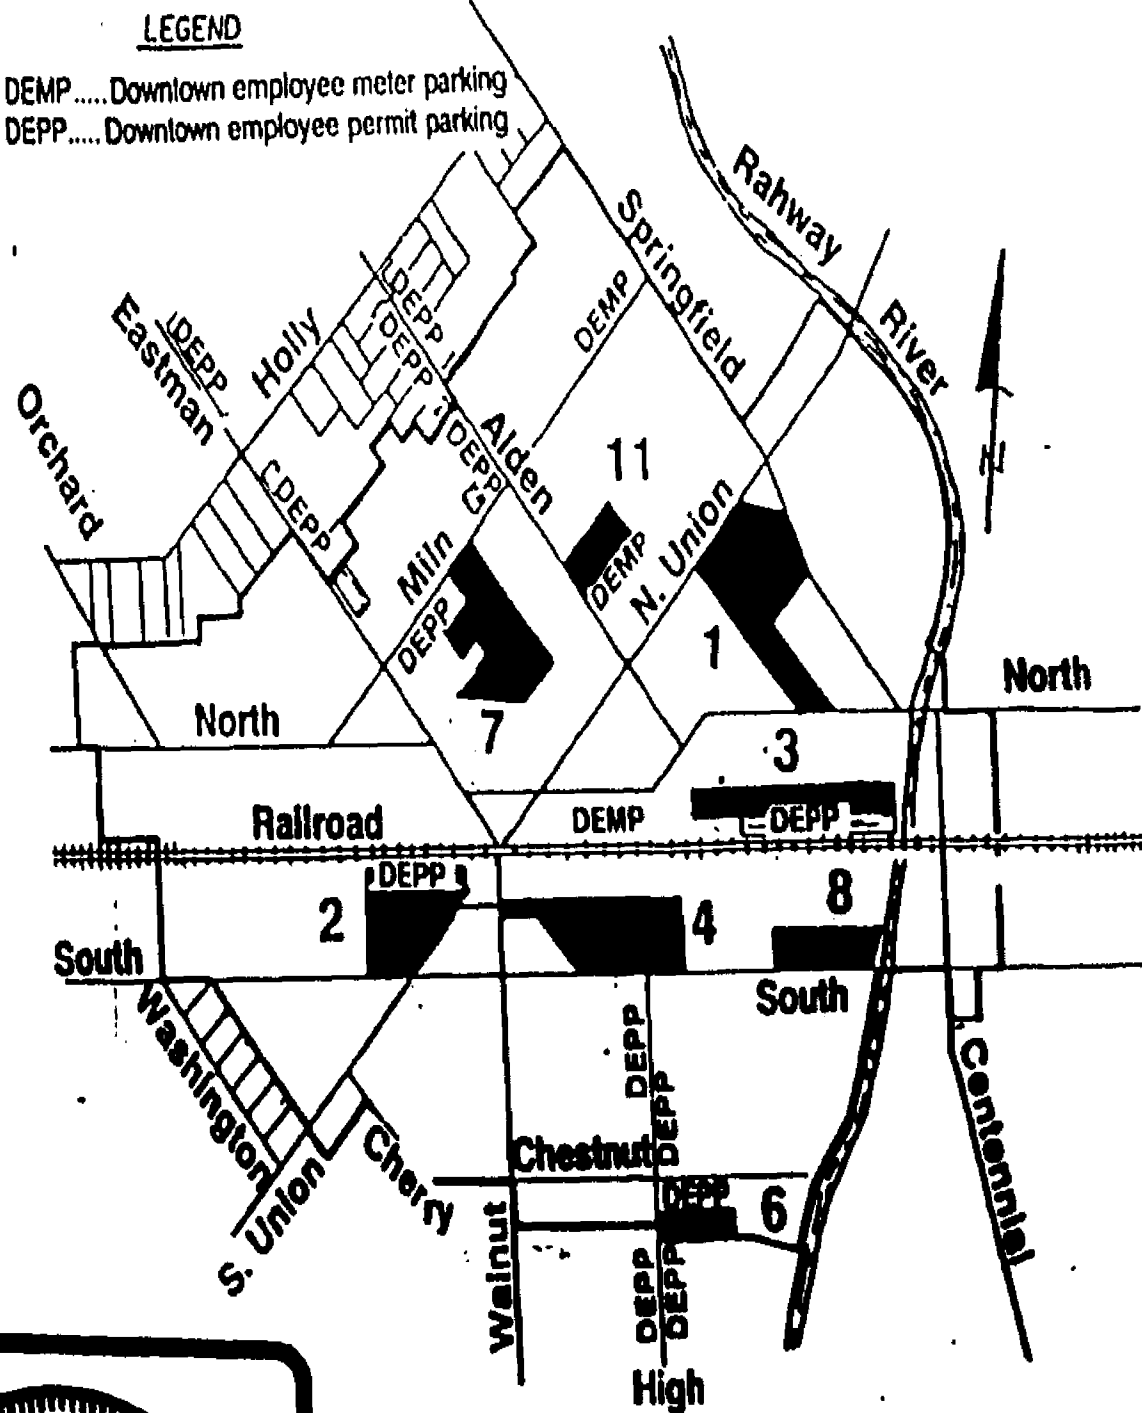 LEGEND
DEMP.....Downtown employee meter parking
DEPP.....Downtown employee permit parking
Rahway
River
Springfield
DEMP
DEPP
DEPP
Holly
Eastman
DEPP
Orchard
Alden
DEPP
DEPP
11
DEMP
N. Union
Miln
DEPP
1
7
North
North
N
3
DEPP
DEMP
Railroad
DEPP
2
4
8
South
South
Washington
S. Union
Cherry
DEPP
DEPP
Chestnut
DEPP
6
Walnut
DEPP
DEPP
High
Centennial